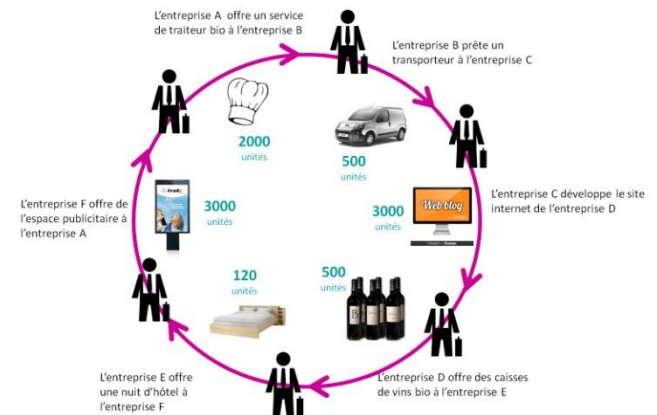 L'entreprise A offre un service
de traiteur bio à l'entreprise B
L'entreprise B prête un
transporteur à l'entreprise C
2000
unités
500
unités
L'entreprise F offre de
l'espace publicitaire à
l'entreprise A
3000
unités
3000
unités
Web blog
L'entreprise C développe le site
internet de l'entreprise D
120
unités
500
unités
L'entreprise E offre
une nuit d'hôtel à
l'entreprise F
L'entreprise D offre des caisses
de vins bio à l'entreprise E